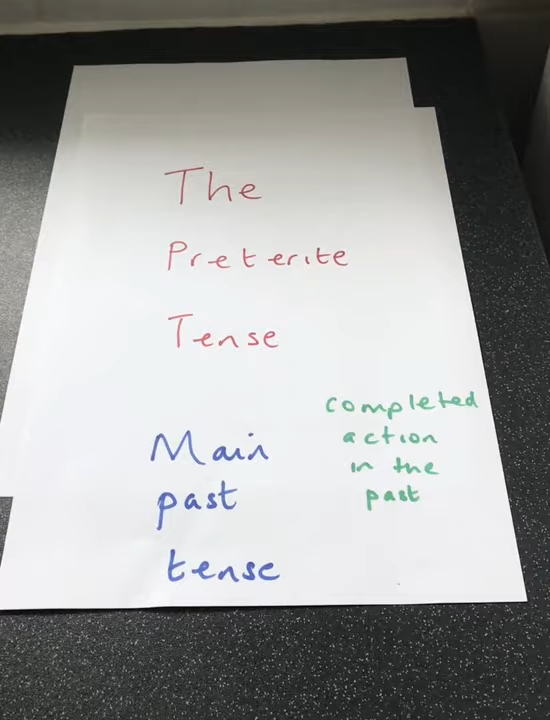 The
Preterite
Tense
Main
past
tense
completed
action
in the
past